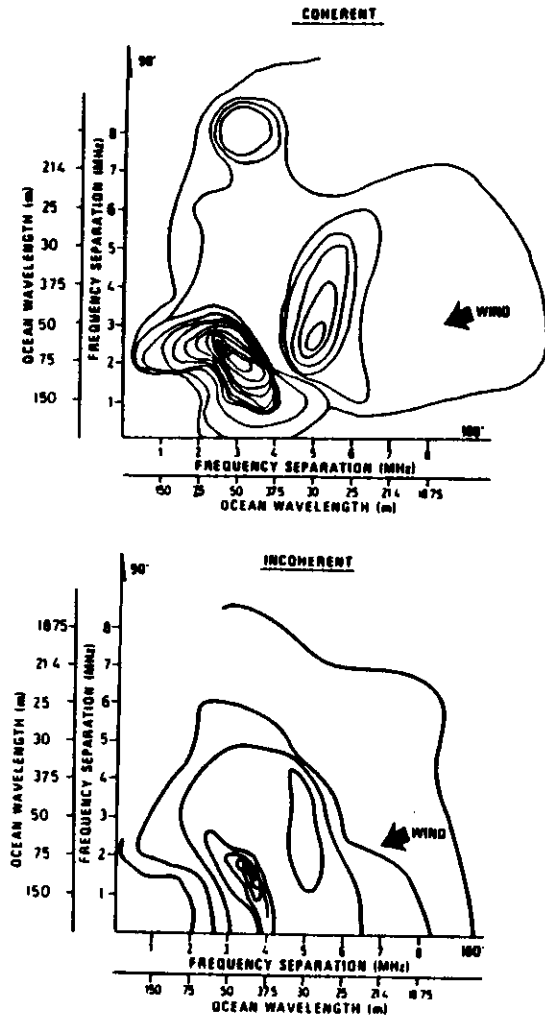 COHERENT
90°
8
7
6
5
4
3
2
1
214
25
30
375
50
75
150
OCEAN WAVELENGTH (m)
FREQUENCY SEPARATION (MHz)
WIND
180°
1 2 3 4 5 6 7 8
FREQUENCY SEPARATION (MHz)
150 75 50 375 30 25 214 1875
OCEAN WAVELENGTH (m)
INCOHERENT
90°
8
7
6
5
4
3
2
1
1875
214
25
30
375
50
75
150
OCEAN WAVELENGTH (m)
FREQUENCY SEPARATION (MHz)
WIND
1 2 3 4 5 6 7 8 180°
FREQUENCY SEPARATION (MHz)
150 75 50 375 30 25 214 1875
OCEAN WAVELENGTH (m)